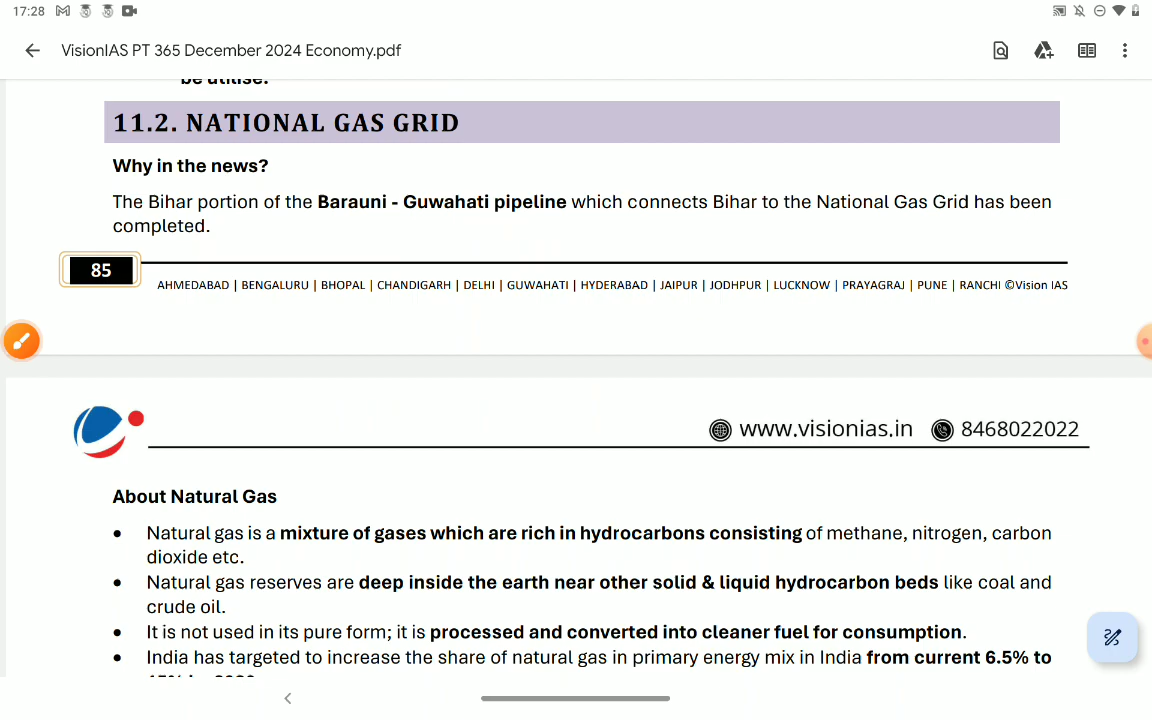 17:28
VisionIAS PT 365 December 2024 Economy.pdf
be utilise.
11.2. NATIONAL GAS GRID
Why in the news?
The Bihar portion of the Barauni - Guwahati pipeline which connects Bihar to the National Gas Grid has been
completed.
85
AHMEDABAD | BENGALURU | BHOPAL | CHANDIGARH | DELHI | GUWAHATI | HYDERABAD | JAIPUR | JODHPUR | LUCKNOW | PRAYAGRAJ | PUNE | RANCHI ©Vision IAS
www.visionias.in 8468022022
About Natural Gas
• Natural gas is a mixture of gases which are rich in hydrocarbons consisting of methane, nitrogen, carbon
dioxide etc.
• Natural gas reserves are deep inside the earth near other solid & liquid hydrocarbon beds like coal and
crude oil.
• It is not used in its pure form; it is processed and converted into cleaner fuel for consumption.
• India has targeted to increase the share of natural gas in primary energy mix in India from current 6.5% to